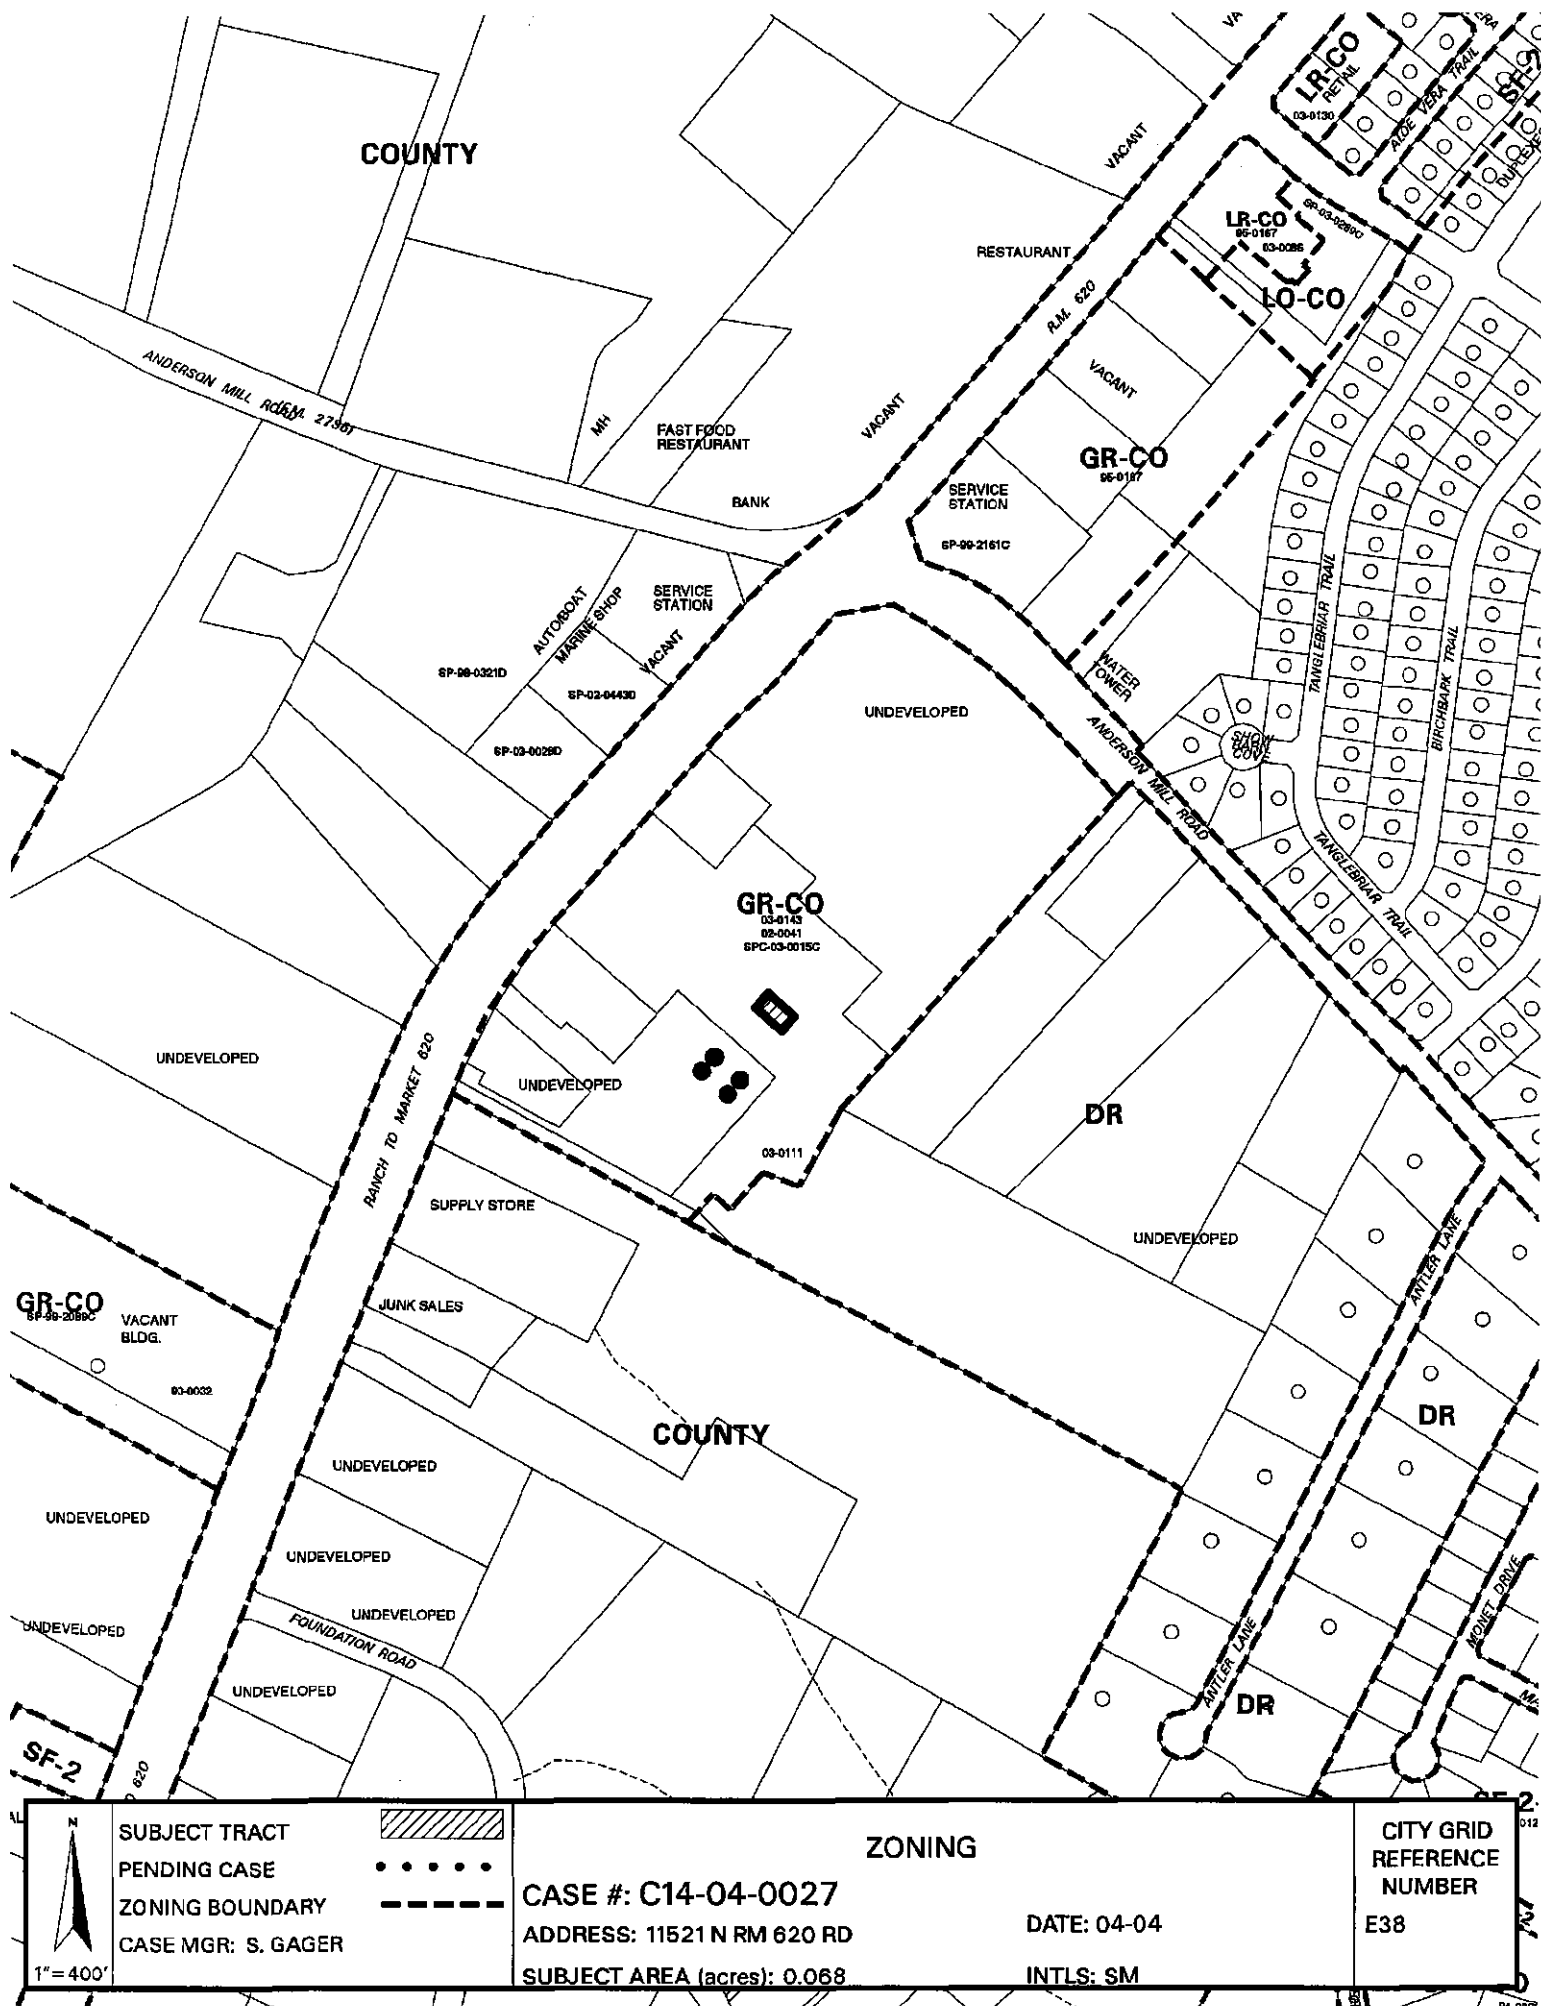 LR-CO
RETAIL
03-0130
ALOE VERA TRAIL
SF-2
COUNTY
VACANT
LR-CO
95-0167
03-0086
SP-03-0289C
RESTAURANT
LO-CO
R.M. 620
ANDERSON MILL ROAD
VACANT
VACANT
MH
FAST FOOD
RESTAURANT
GR-CO
BANK
SERVICE
STATION
SP-99-2161C
AUTO/BOAT
MARINE SHOP
SERVICE
STATION
VACANT
SP-98-0321D
SP-02-0443D
SP-03-0028D
TANGLEBRIAR TRAIL
BIRCHBARK TRAIL
WATER
TOWER
UNDEVELOPED
ANDERSON MILL ROAD
SHOW
BARN
COVE
TANGLEBRIAR TRAIL
GR-CO
03-0143
02-0041
SPC-03-0015C
UNDEVELOPED
RANCH TO MARKET 620
UNDEVELOPED
DR
03-0111
SUPPLY STORE
UNDEVELOPED
ANTLER LANE
GR-CO
VACANT
BLDG.
JUNK SALES
93-0032
COUNTY
DR
UNDEVELOPED
UNDEVELOPED
UNDEVELOPED
UNDEVELOPED
UNDEVELOPED
FOUNDATION ROAD
MONET DRIVE
ANTLER LANE
UNDEVELOPED
DR
SF-2
620
N
1"=400'
SUBJECT TRACT
PENDING CASE
ZONING BOUNDARY
CASE MGR: S. GAGER
ZONING
CASE #: C14-04-0027
ADDRESS: 11521 N RM 620 RD
SUBJECT AREA (acres): 0.068
DATE: 04-04
INTLS: SM
CITY GRID
REFERENCE
NUMBER
E38